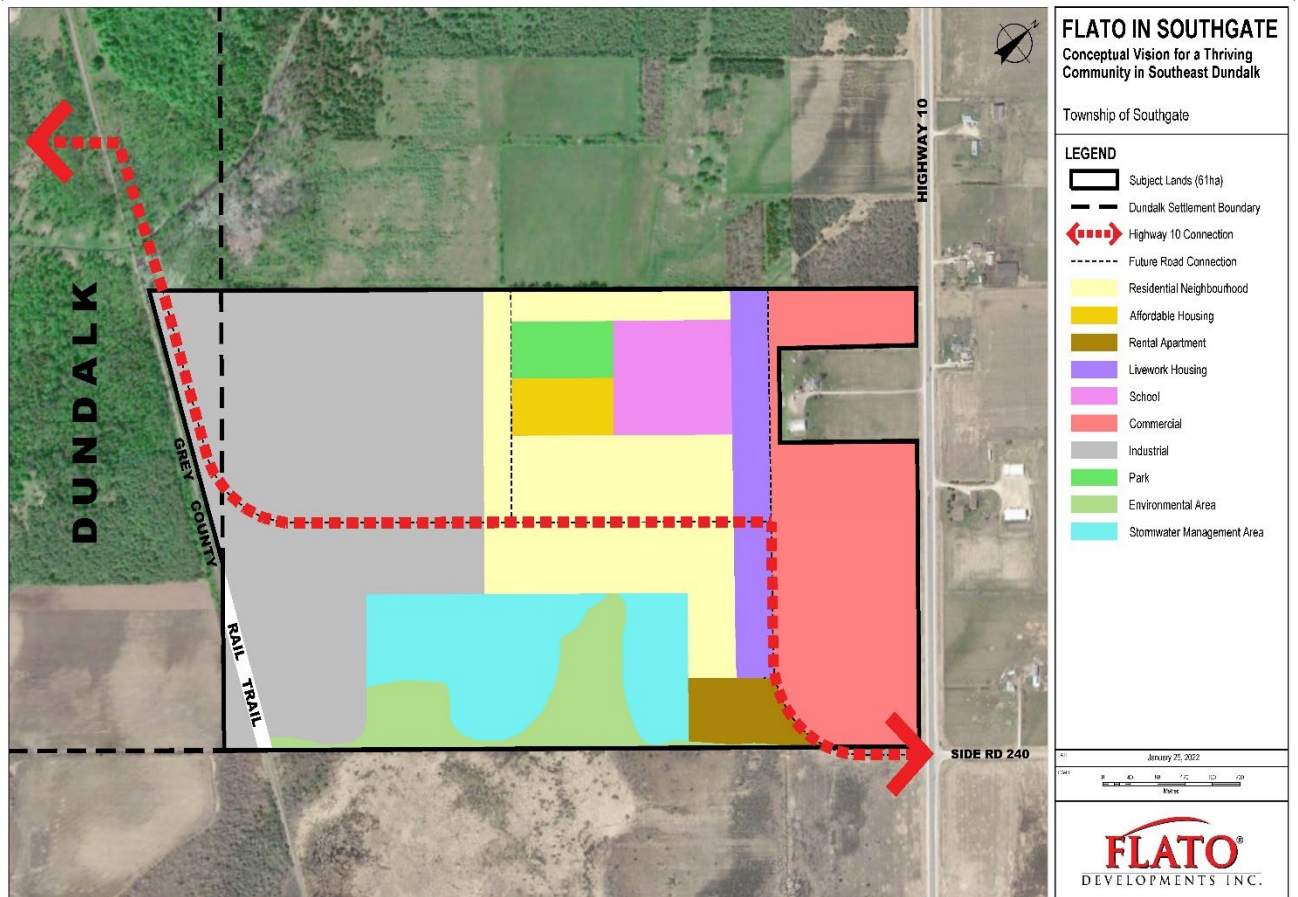 FLATO IN SOUTHGATE
Conceptual Vision for a Thriving
Community in Southeast Dundalk
Township of Southgate
LEGEND
Subject Lands (61ha)
Dundalk Settlement Boundary
Highway 10 Connection
Future Road Connection
Residential Neighbourhood
Affordable Housing
Rental Apartment
Livework Housing
School
Commercial
Industrial
Park
Environmental Area
Stormwater Management Area
HIGHWAY 10
DUNDALK
GREY COUNTY
RAIL TRAIL
SIDE RD 240
January 25, 2022
0 40
Metres
FLATO®
DEVELOPMENTS INC.